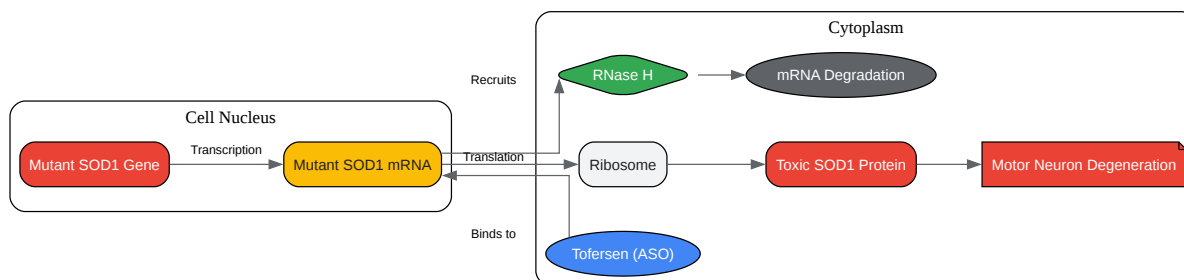 Cytoplasm
Recruits
RNase H
mRNA Degradation
Cell Nucleus
Mutant SOD1 Gene
Transcription
Mutant SOD1 mRNA
Translation
Ribosome
Toxic SOD1 Protein
Motor Neuron Degeneration
Binds to
Tofersen (ASO)